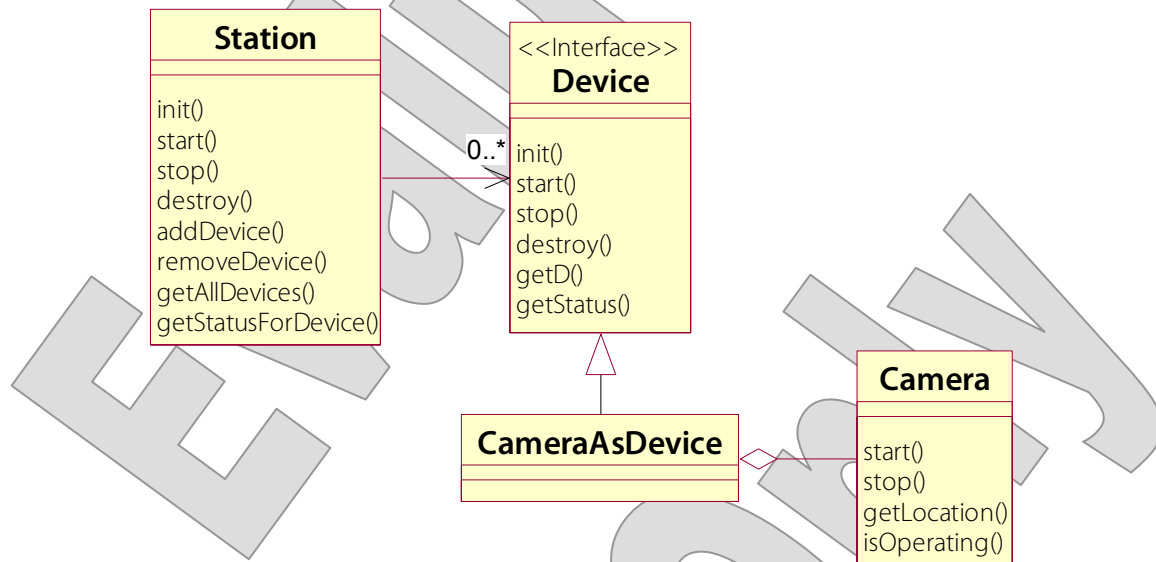 Station
init()
start()
stop()
destroy()
addDevice()
removeDevice()
getAllDevices()
getStatusForDevice()
0..*
<<Interface>>
Device
init()
start()
stop()
destroy()
getD()
getStatus()
CameraAsDevice
Camera
start()
stop()
getLocation()
isOperating()